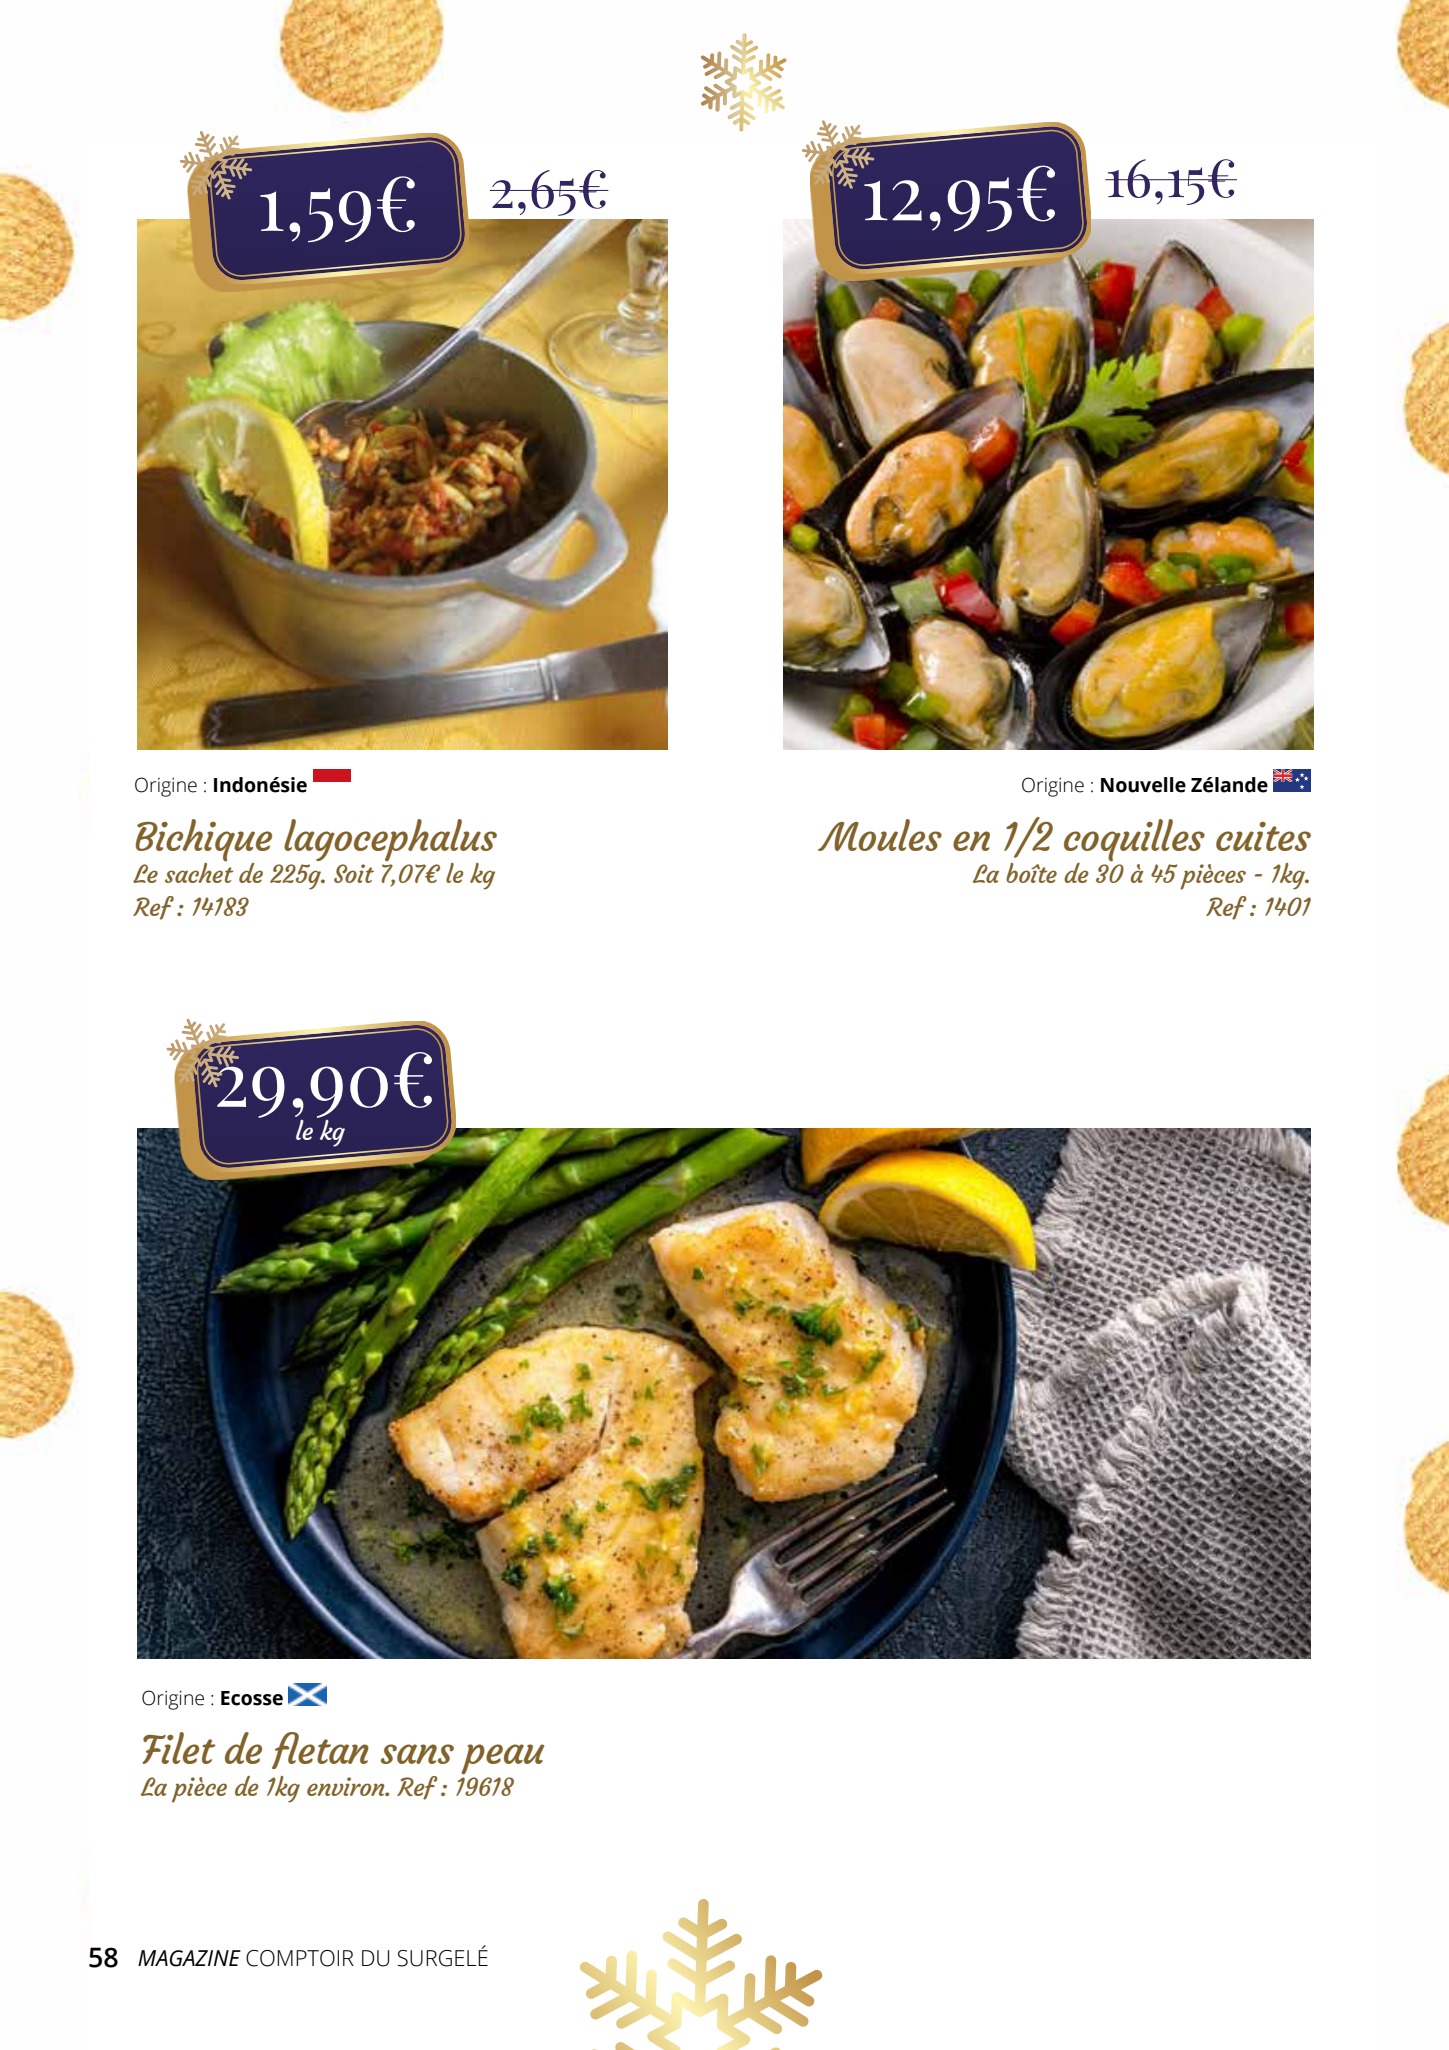 1,59€
2,65€
12,95€
16,15€
Origine : Indonésie
Bichique lagocephalus
Le sachet de 225g. Soit 7,07€ le kg
Ref : 14183
Origine : Nouvelle Zélande
Moules en 1/2 coquilles cuites
La boîte de 30 à 45 pièces - 1kg.
Ref : 1401
29,90€
le kg
Origine : Ecosse
Filet de fletan sans peau
La pièce de 1kg environ. Ref : 19618
58 MAGAZINE COMPTOIR DU SURGELÉ